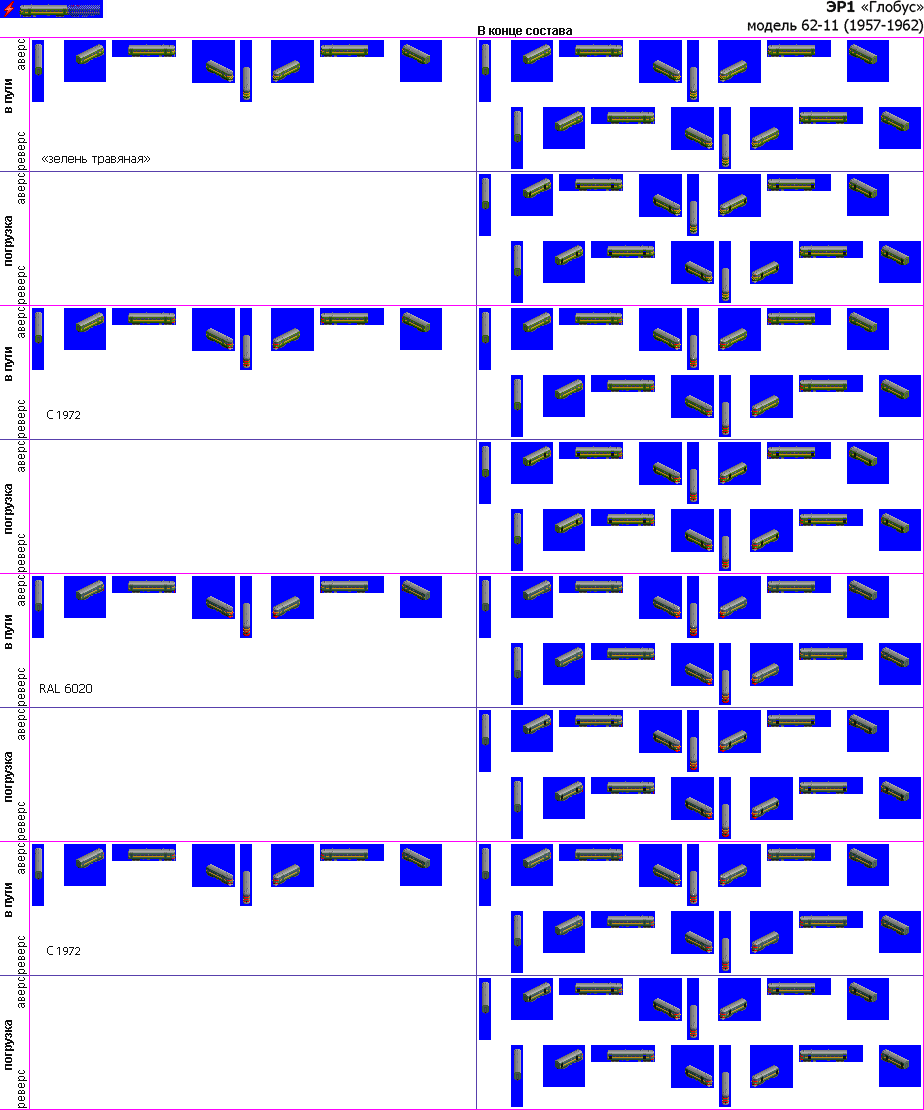 ЭР1 «Глобус»
модель 62-11 (1957-1962)
В конце состава
в пути
аверс
реверс
«зелень травяная»
погрузка
аверс
реверс
в пути
аверс
реверс
С 1972
погрузка
аверс
реверс
в пути
аверс
реверс
RAL 6020
погрузка
аверс
реверс
в пути
аверс
реверс
С 1972
погрузка
аверс
реверс